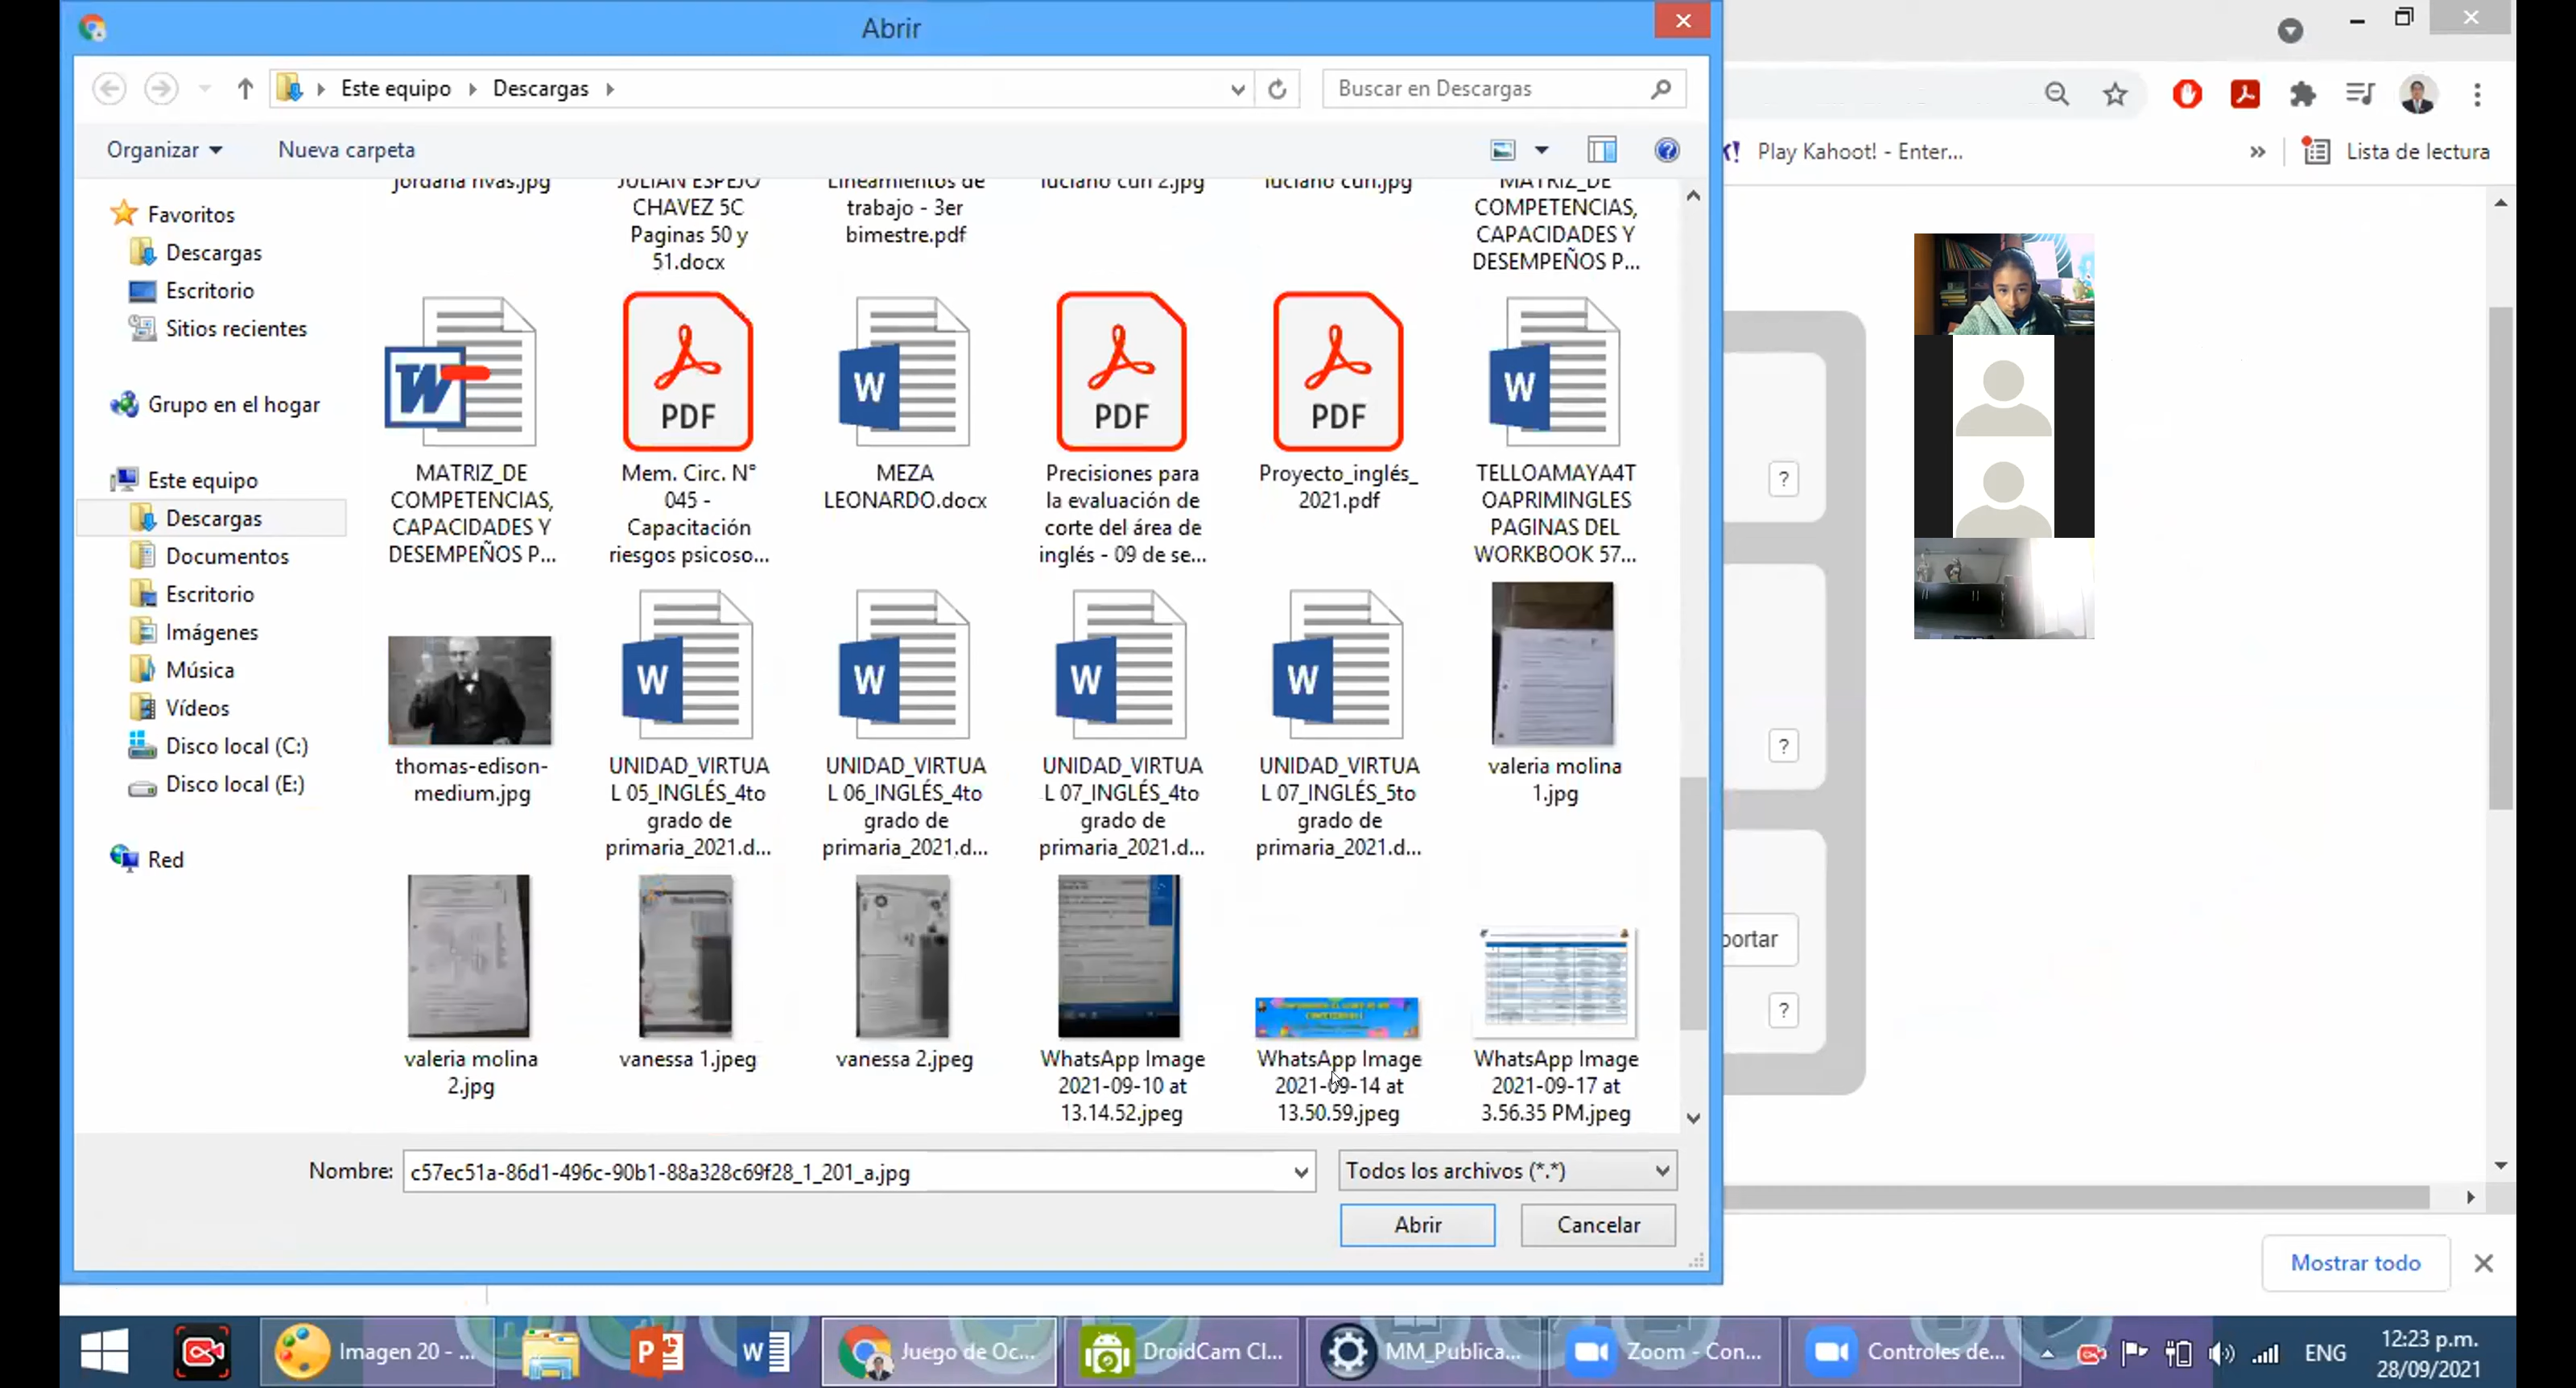 Abrir
Este equipo
Descargas
Buscar en Descargas
Organizar
Nueva carpeta
Play Kahoot! - Enter...
»
Lista de lectura
Favoritos
Descargas
Escritorio
Sitios recientes
Grupo en el hogar
Este equipo
Descargas
Documentos
Escritorio
Imágenes
Música
Vídeos
Disco local (C:)
Disco local (E:)
Red
jordana rivas.jpg
JULIAN ESPEJO
CHAVEZ 5C
Paginas 50 y
51.docx
Lineamientos de
trabajo - 3er
bimestre.pdf
MATRIZ_DE
COMPETENCIAS,
CAPACIDADES Y
DESEMPEÑOS P...
W
PDF
W
PDF
PDF
W
MATRIZ_DE
COMPETENCIAS,
CAPACIDADES Y
DESEMPEÑOS P...
Mem. Circ. N°
045 -
Capacitación
riesgos psicoso...
MEZA
LEONARDO.docx
Precisiones para
la evaluación de
corte del área de
inglés - 09 de se...
Proyecto_inglés_
2021.pdf
TELLOAMAYA4T
OAPRIMINGLES
PAGINAS DEL
WORKBOOK 57...
W
W
W
W
thomas-edison-
medium.jpg
UNIDAD_VIRTUA
L 05_INGLÉS_4to
grado de
primaria_2021.d...
UNIDAD_VIRTUA
L 06_INGLÉS_4to
grado de
primaria_2021.d...
UNIDAD_VIRTUA
L 07_INGLÉS_4to
grado de
primaria_2021.d...
UNIDAD_VIRTUA
L 07_INGLÉS_5to
grado de
primaria_2021.d...
valeria molina
1.jpg
valeria molina
2.jpg
vanessa 1.jpeg
vanessa 2.jpeg
WhatsApp Image
2021-09-10 at
13.14.52.jpeg
WhatsApp Image
2021-09-14 at
13.50.59.jpeg
WhatsApp Image
2021-09-17 at
3.56.35 PM.jpeg
Nombre:
c57ec51a-86d1-496c-90b1-88a328c69f28_1_201_a.jpg
Todos los archivos (*.*)
Abrir
Cancelar
?
?
portar
?
Mostrar todo
Imagen 20 - ...
Juego de Oc...
DroidCam Cl...
MM_Publica...
Zoom - Con...
Controles de...
ENG
12:23 p.m.
28/09/2021